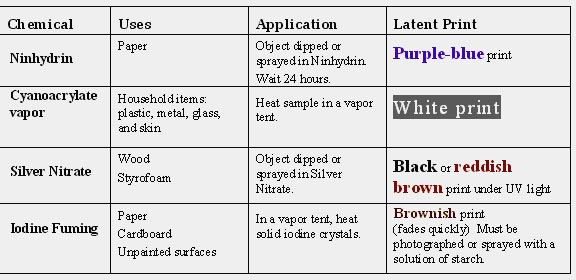 Chemical Uses Application Latent Print
Ninhydrin
Paper
Object dipped or
sprayed in Ninhydrin.
Wait 24 hours.
Purple-blue print
Cyanoacrylate
vapor
Household items:
plastic, metal, glass,
and skin
Heat sample in a vapor
tent.
White print
Silver Nitrate
Wood
Styrofoam
Object dipped or
sprayed in Silver
Nitrate.
Black or reddish
brown print under UV light
Iodine Fuming
Paper
Cardboard
Unpainted surfaces
In a vapor tent, heat
solid iodine crystals.
Brownish print
(fades quickly) Must be
photographed or sprayed with a
solution of starch.